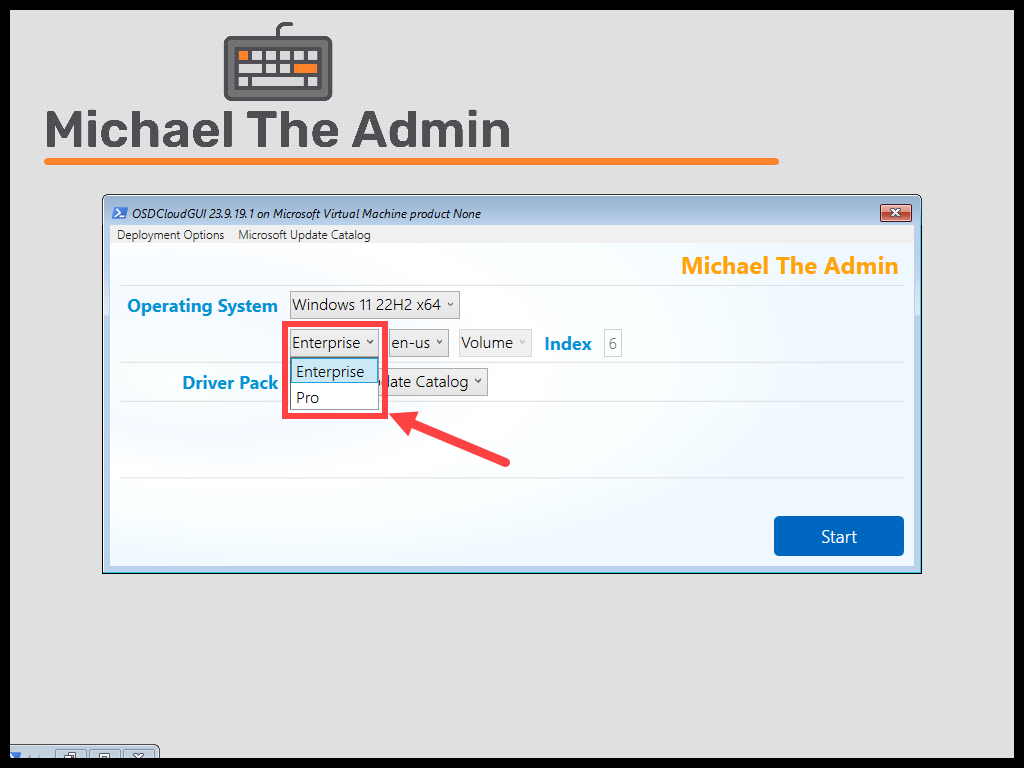 Michael The Admin
OSDCloudGUI 23.9.19.1 on Microsoft Virtual Machine product None
Deployment Options Microsoft Update Catalog
Michael The Admin
Operating System Windows 11 22H2 x64
Enterprise en-us Volume Index 6
Enterprise
Driver Pack Catalog
Pro
Start